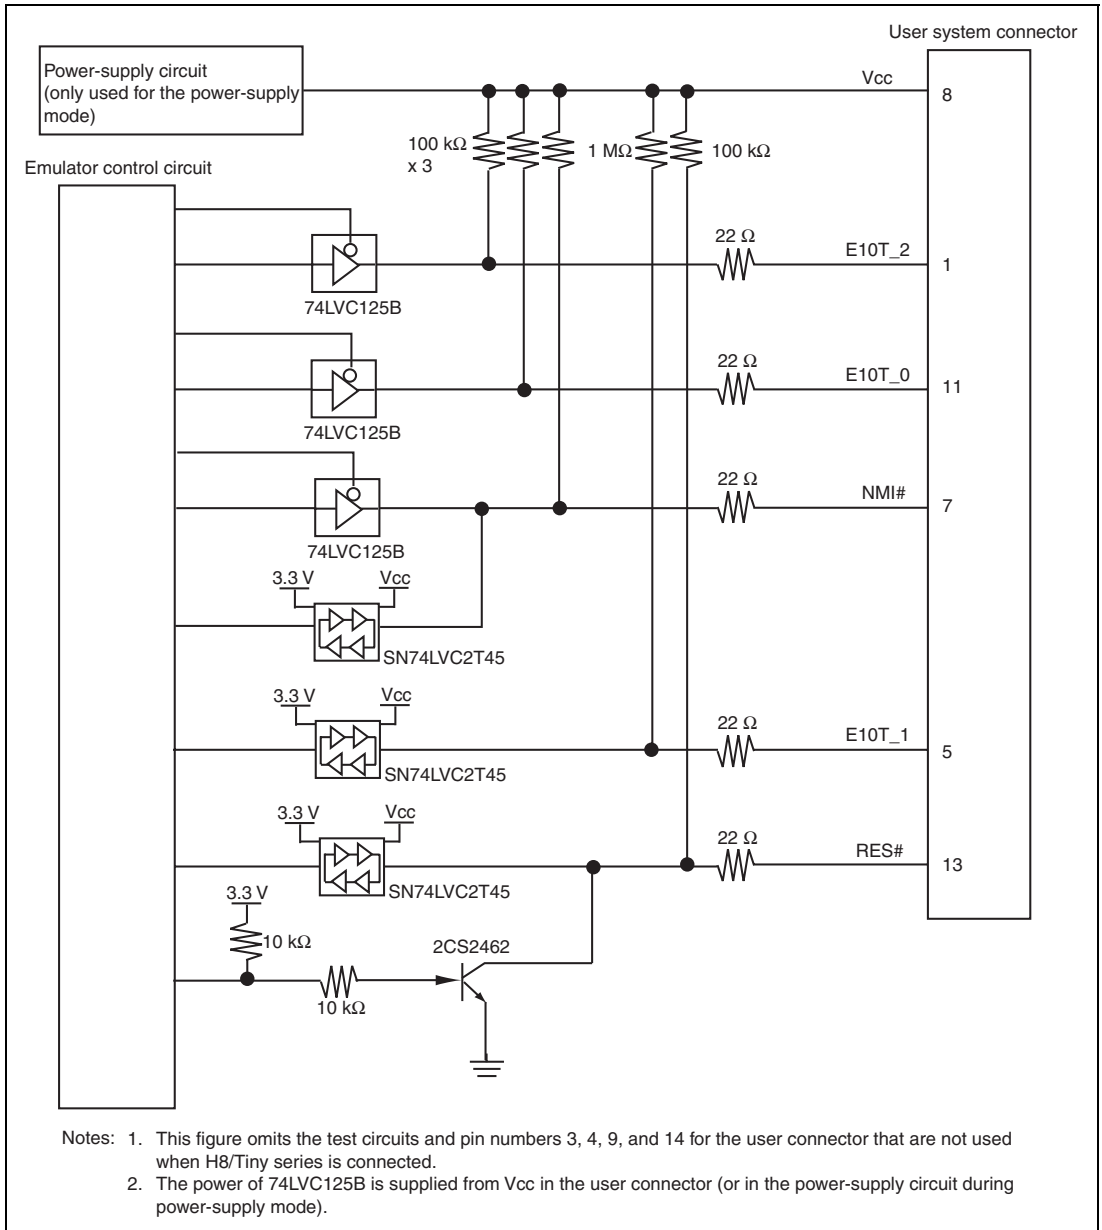 User system connector
Power-supply circuit
(only used for the power-supply
mode)
Vcc
8
100 kΩ
x 3
1 MΩ
100 kΩ
Emulator control circuit
22 Ω
E10T_2
1
74LVC125B
22 Ω
E10T_0
11
74LVC125B
22 Ω
NMI#
7
74LVC125B
3.3 V
Vcc
SN74LVC2T45
3.3 V
Vcc
22 Ω
E10T_1
5
SN74LVC2T45
3.3 V
Vcc
22 Ω
RES#
13
SN74LVC2T45
3.3 V
10 kΩ
2CS2462
10 kΩ
Notes: 1. This figure omits the test circuits and pin numbers 3, 4, 9, and 14 for the user connector that are not used
when H8/Tiny series is connected.
2. The power of 74LVC125B is supplied from Vcc in the user connector (or in the power-supply circuit during
power-supply mode).